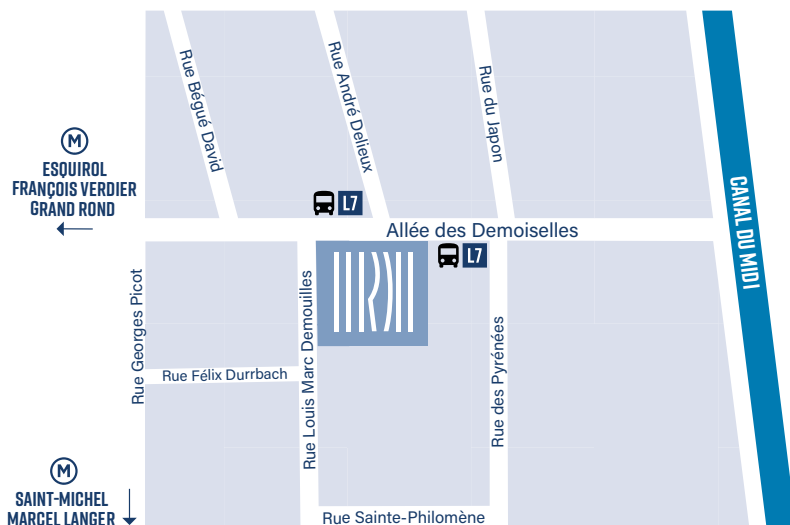 Rue Bégué David
Rue André Delieux
Rue du Japon
M
ESQUIROL
FRANÇOIS VERDIER
GRAND ROND
L7
Allée des Demoiselles
L7
CANAL DU MIDI
Rue Georges Picot
Rue Louis Marc Demouilles
Rue des Pyrénées
Rue Félix Durrbach
M
SAINT-MICHEL
MARCEL LANGER
Rue Sainte-Philomène